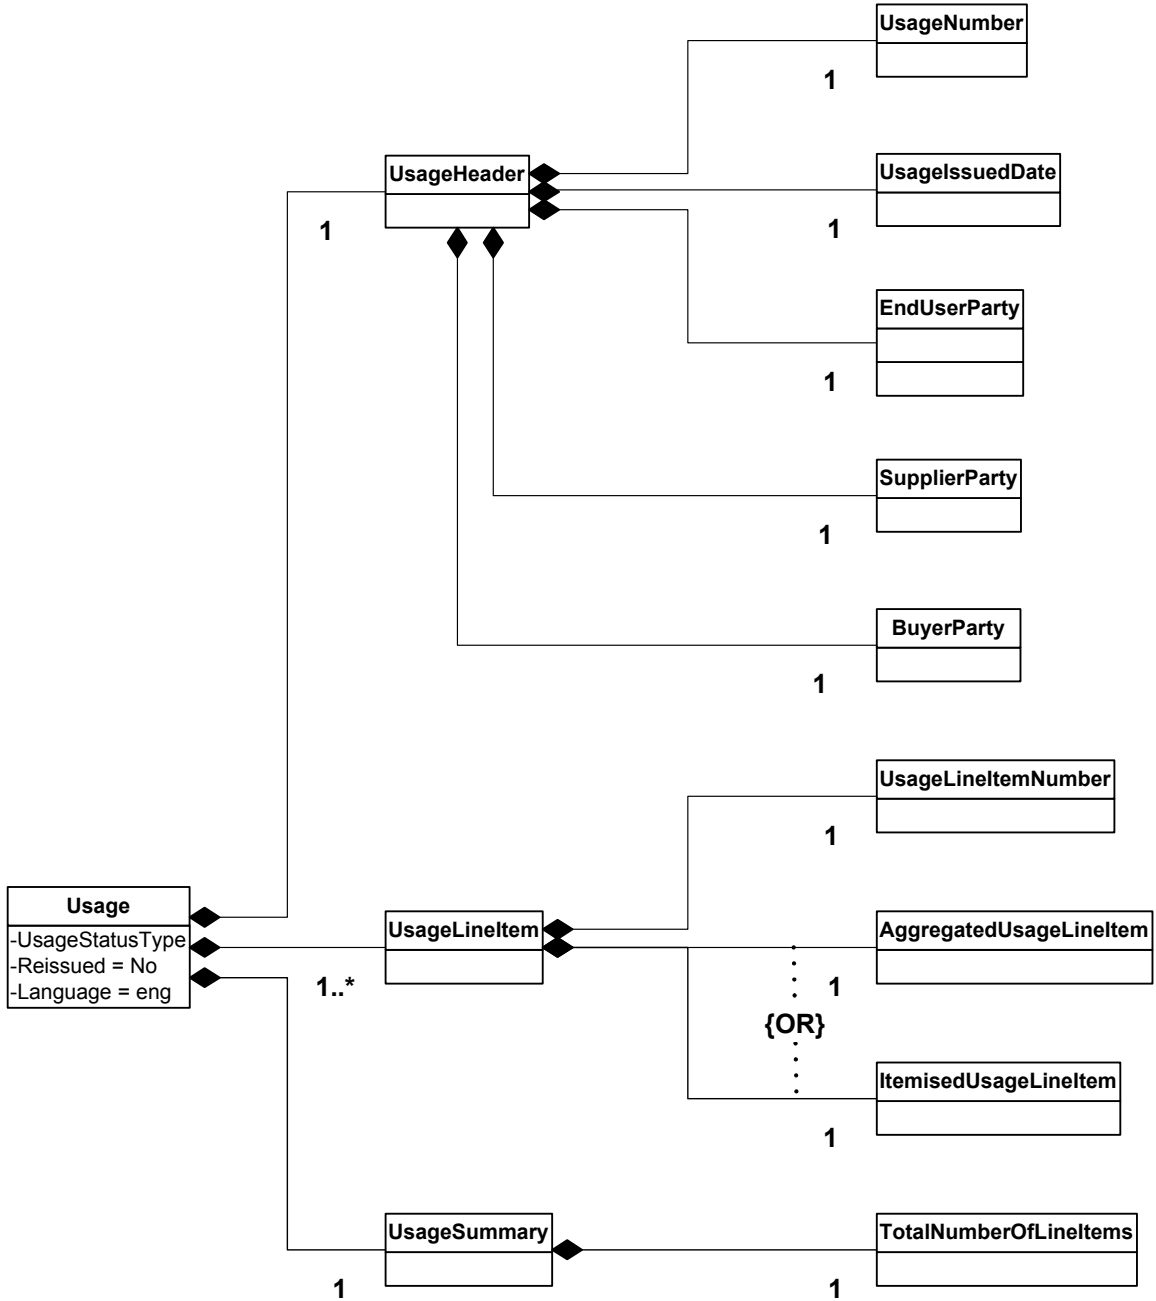 UsageNumber
1
UsageHeader
1
UsageIssuedDate
1
EndUserParty
1
SupplierParty
1
BuyerParty
1
UsageLineItemNumber
1
Usage
-UsageStatusType
-Reissued = No
-Language = eng
UsageLineItem
1..*
AggregatedUsageLineItem
1
{OR}
ItemisedUsageLineItem
1
UsageSummary
1
TotalNumberOfLineItems
1